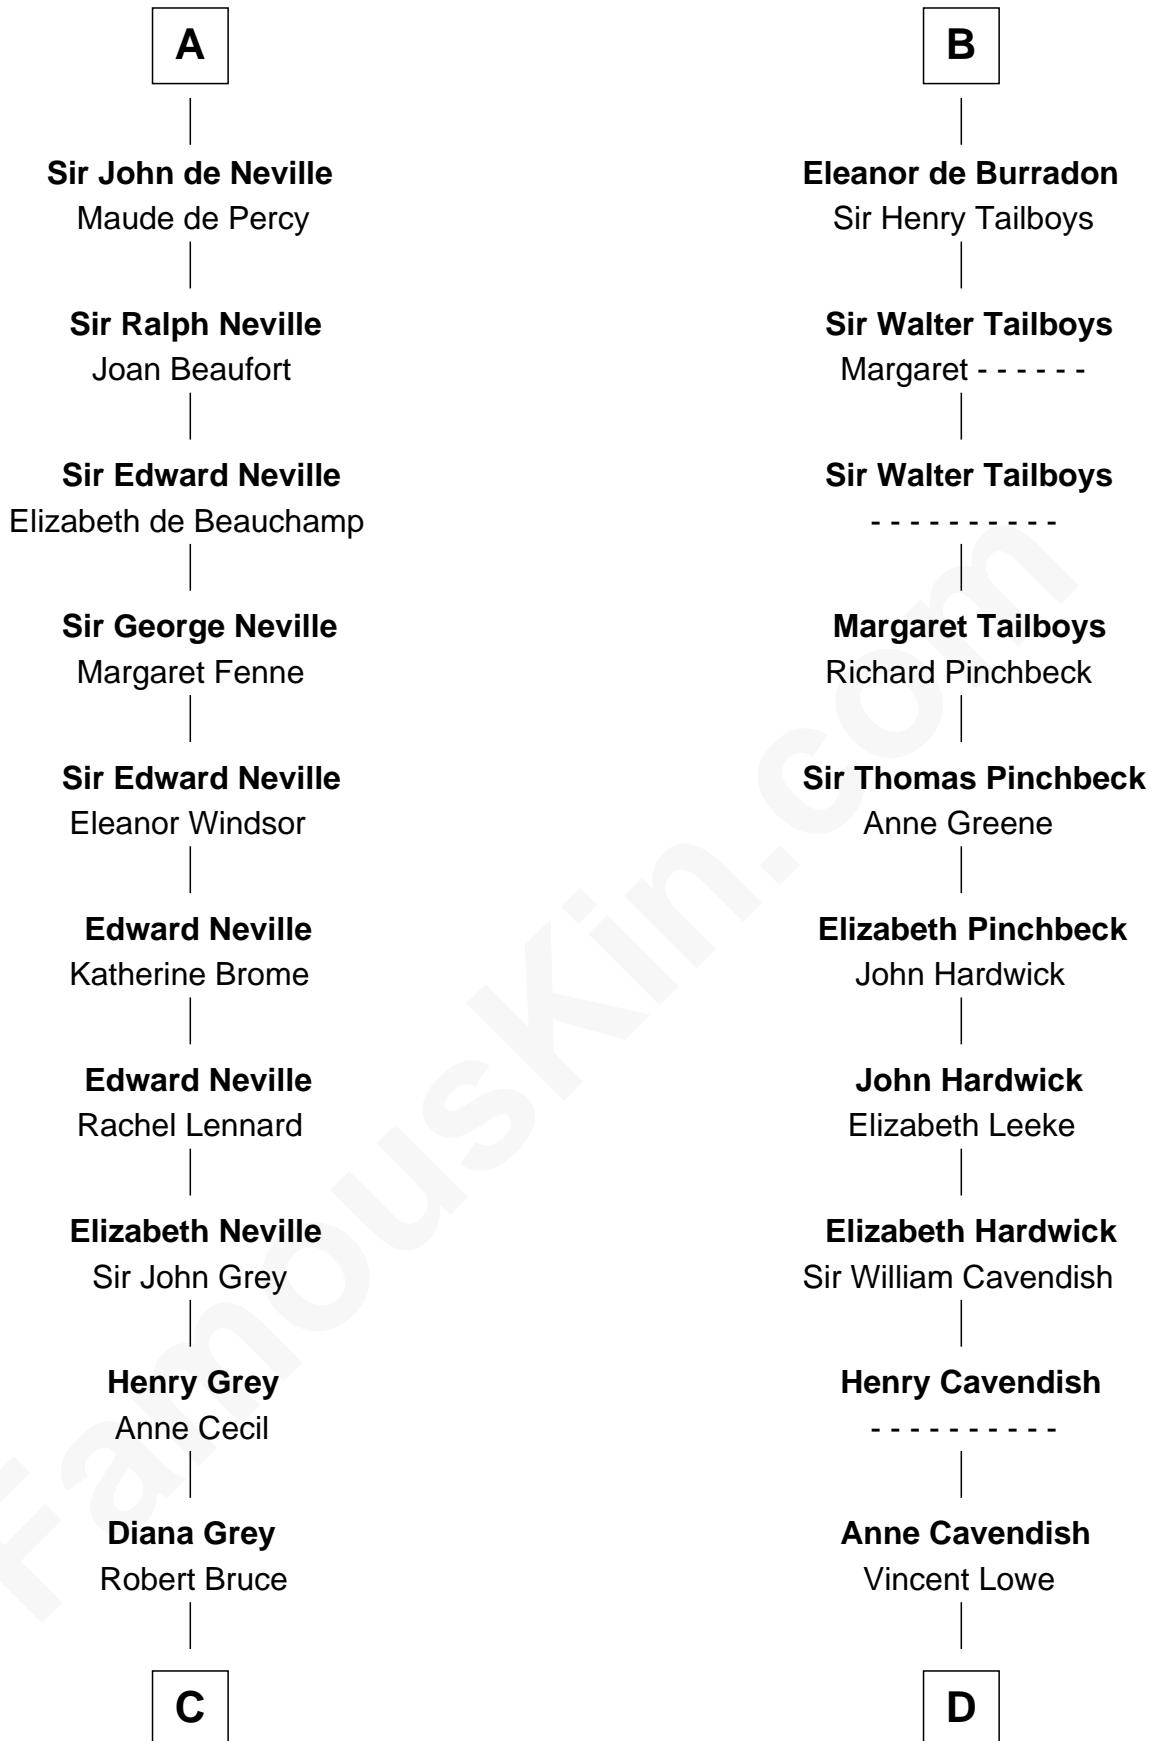 A
Sir John de Neville
Maude de Percy
Sir Ralph Neville
Joan Beaufort
Sir Edward Neville
Elizabeth de Beauchamp
Sir George Neville
Margaret Fenne
Sir Edward Neville
Eleanor Windsor
Edward Neville
Katherine Brome
Edward Neville
Rachel Lennard
Elizabeth Neville
Sir John Grey
Henry Grey
Anne Cecil
Diana Grey
Robert Bruce
C
B
Eleanor de Burradon
Sir Henry Tailboys
Sir Walter Tailboys
Margaret - - - - - -
Sir Walter Tailboys
- - - - - - - - - -
Margaret Tailboys
Richard Pinchbeck
Sir Thomas Pinchbeck
Anne Greene
Elizabeth Pinchbeck
John Hardwick
John Hardwick
Elizabeth Leeke
Elizabeth Hardwick
Sir William Cavendish
Henry Cavendish
- - - - - - - - - -
Anne Cavendish
Vincent Lowe
D
FamousKin.com